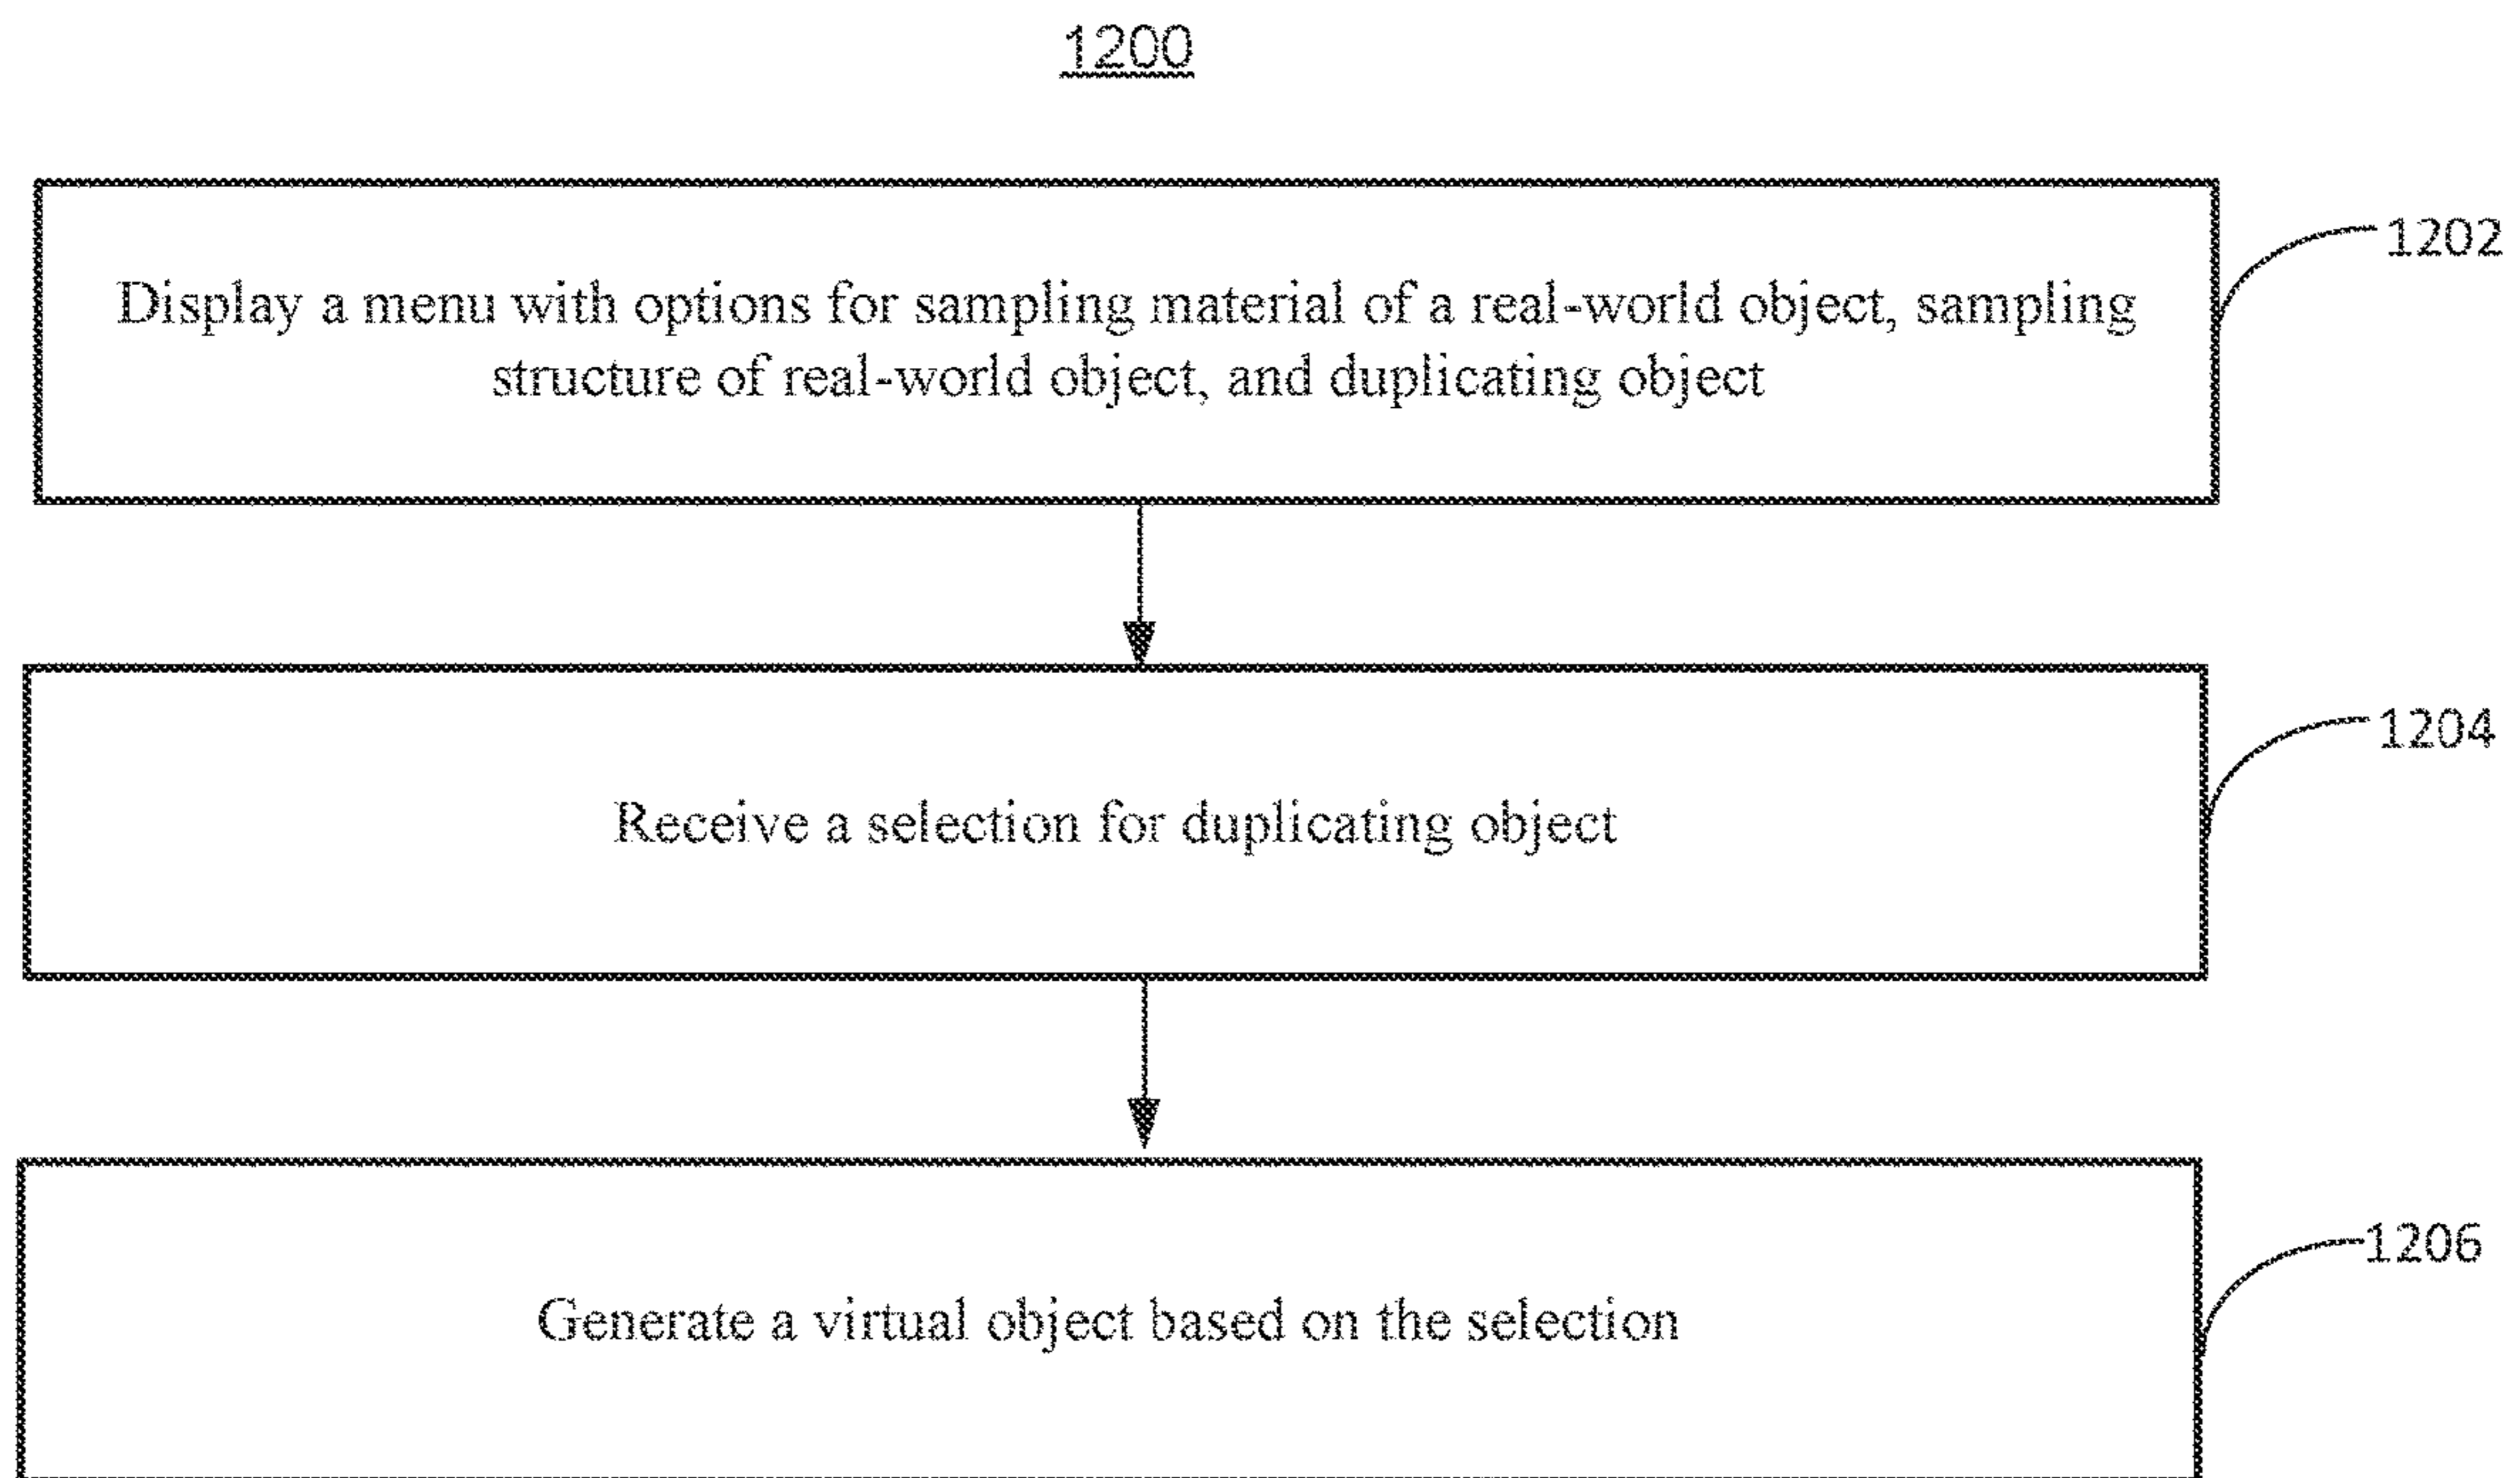 1200
1202
Display a menu with options for sampling material of a real-world object, sampling
structure of real-world object, and duplicating object
1204
Receive a selection for duplicating object
1206
Generate a virtual object based on the selection